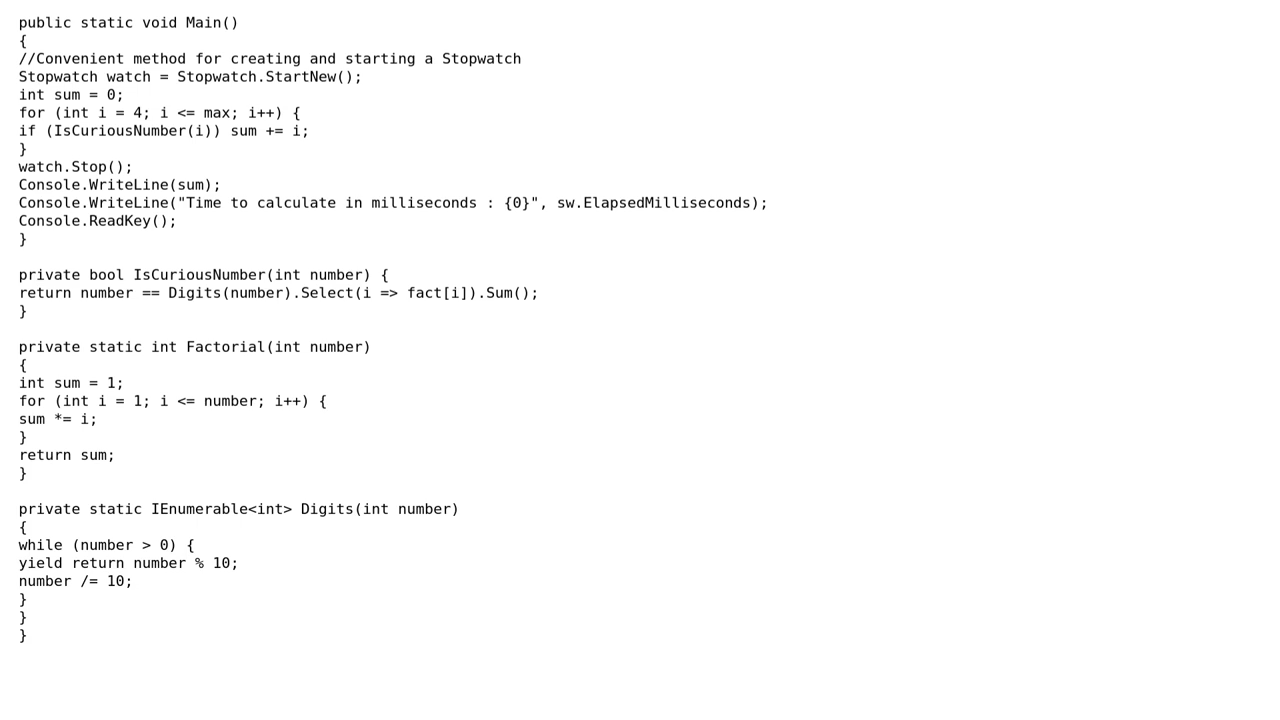 public static void Main()
{
//Convenient method for creating and starting a Stopwatch
Stopwatch watch = Stopwatch.StartNew();
int sum = 0;
for (int i = 4; i <= max; i++) {
if (IsCuriousNumber(i)) sum += i;
}
watch.Stop();
Console.WriteLine(sum);
Console.WriteLine("Time to calculate in milliseconds : {0}", sw.ElapsedMilliseconds);
Console.ReadKey();
}

private bool IsCuriousNumber(int number) {
return number == Digits(number).Select(i => fact[i]).Sum();
}

private static int Factorial(int number)
{
int sum = 1;
for (int i = 1; i <= number; i++) {
sum *= i;
}
return sum;
}

private static IEnumerable<int> Digits(int number)
{
while (number > 0) {
yield return number % 10;
number /= 10;
}
}
}